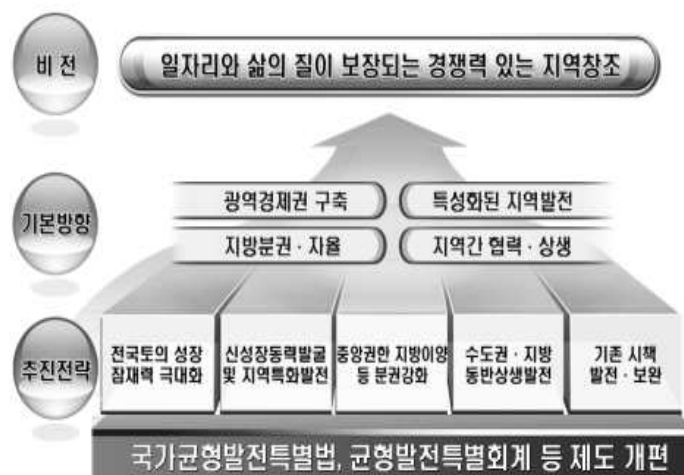 비 전
일자리와 삶의 질이 보장되는 경쟁력 있는 지역창조
기본방향
광역경제권 구축
특성화된 지역발전
지방분권 · 자율
지역간 협력 · 상생
추진전략
전국토의 성장
잠재력 극대화
신성장동력발굴
및 지역특화발전
중앙권한 지방이양
등 분권강화
수도권 · 지방
동반상생발전
기존 시책
발전 · 보완
국가균형발전특별법, 균형발전특별회계 등 제도 개편